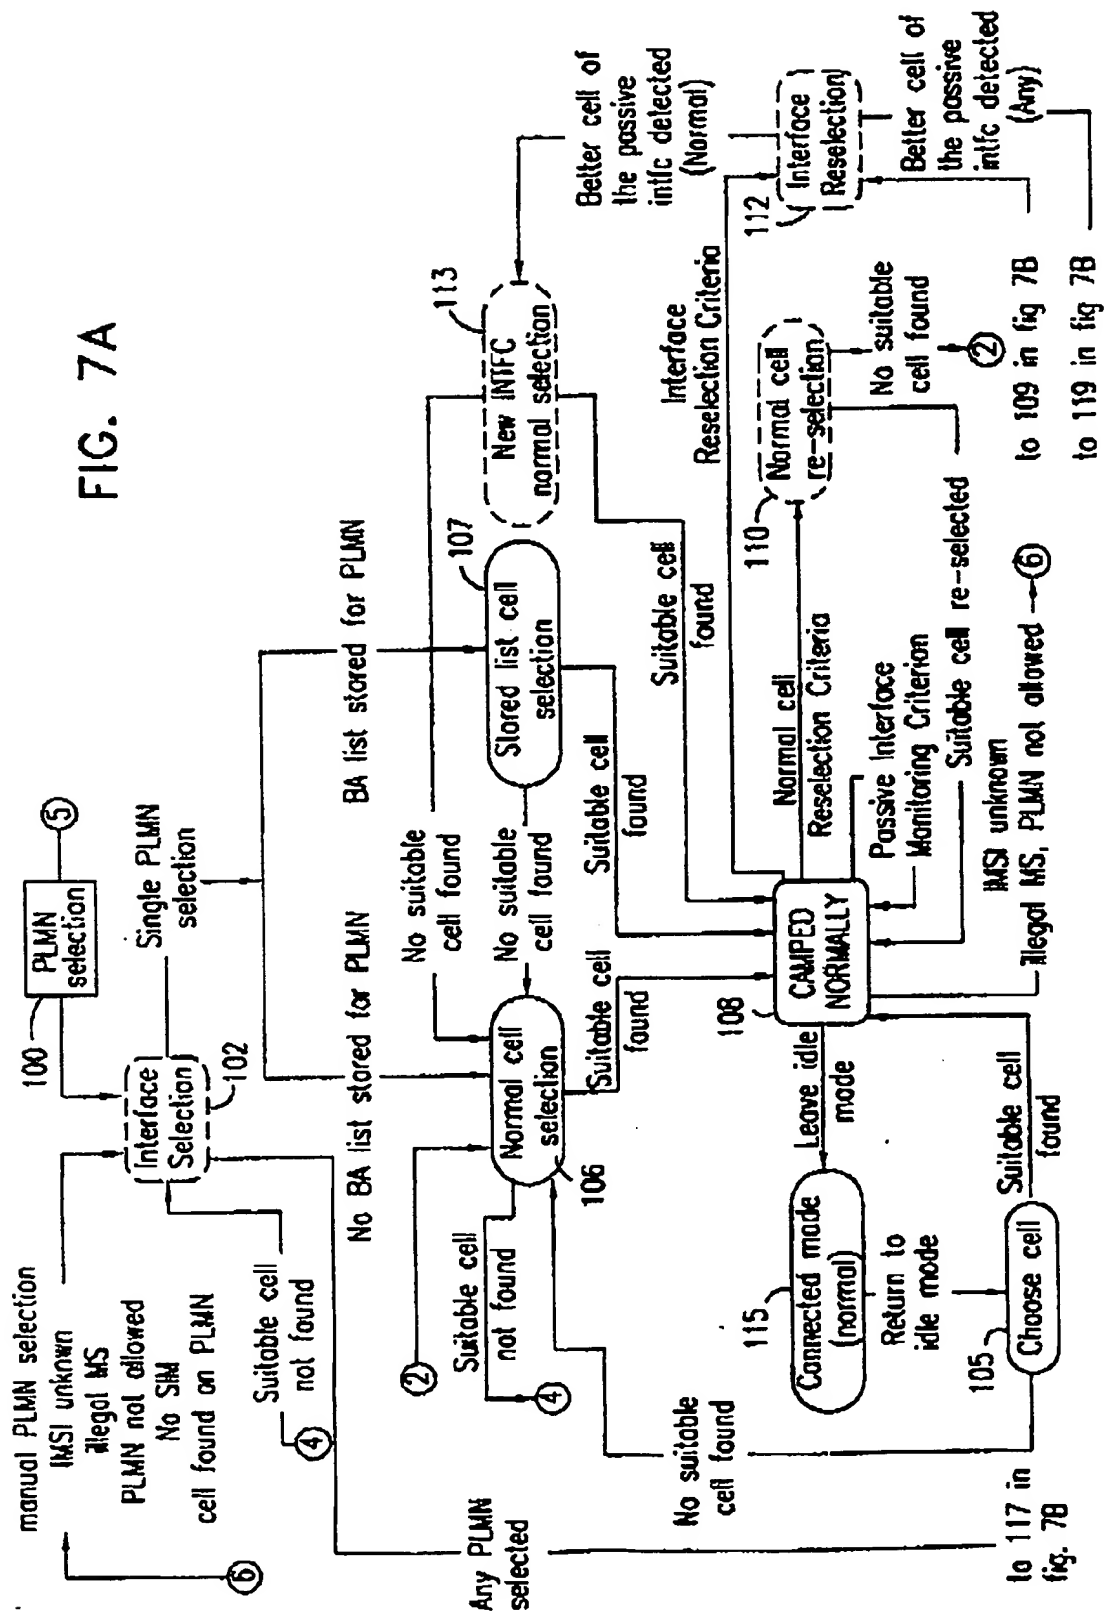 FIG. 7A
manual PLMN selection
IMSI unknown
illegal MS
PLMN not allowed
No SIM
cell found on PLMN
6
100
PLMN
selection
5
Interface
Selection
102
Single PLMN
selection
Suitable cell
not found
4
Any PLMN
selected
No BA list stored for PLMN
BA list stored for PLMN
2
Suitable cell
not found
4
Normal cell
selection
106
No suitable
cell found
No suitable
cell found
Stored list cell
selection
107
New INTFC
normal selection
113
Better cell of
the passive
intfc detected
(Normal)
Suitable cell
found
Suitable cell
found
Suitable cell
found
Interface
Reselection Criteria
112
Interface
Reselection
Better cell of
the passive
intfc detected
(Any)
No suitable
cell found
115
Connected mode
(normal)
Leave idle
mode
108
CAMPED
NORMALLY
Normal cell
Reselection Criteria
110
Normal cell
re-selection
No suitable
cell found
2
Return to
idle mode
Passive Interface
Monitoring Criterion
Suitable cell re-selected
105
Choose cell
Suitable cell
found
IMSI unknown
illegal MS, PLMN not allowed
6
to 117 in
fig. 7B
to 109 in fig 7B
to 119 in fig 7B